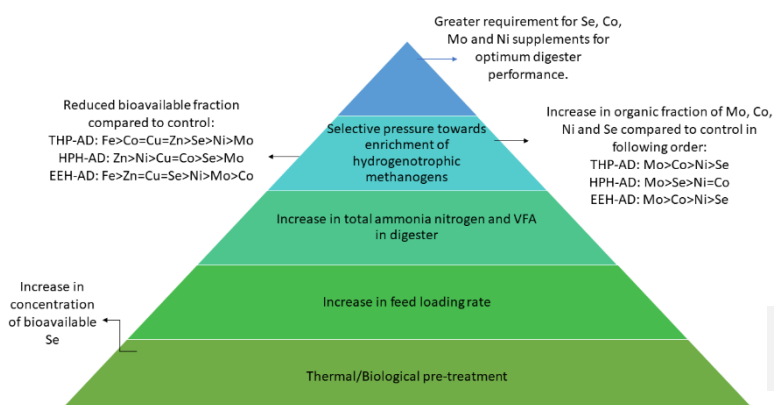 Greater requirement for Se, Co,
Mo and Ni supplements for
optimum digester
performance.
Reduced bioavailable fraction
compared to control:
THP-AD: Fe>Co=Cu=Zn>Se>Ni>Mo
HPH-AD: Zn>Ni>Cu=Co>Se>Mo
EEH-AD: Fe>Zn=Cu=Se>Ni>Mo>Co
Selective pressure towards
enrichment of
hydrogenotrophic
methanogens
Increase in organic fraction of Mo, Co,
Ni and Se compared to control in
following order:
THP-AD: Mo>Co>Ni>Se
HPH-AD: Mo>Se>Ni=Co
EEH-AD: Mo>Co>Ni>Se
Increase in total ammonia nitrogen and VFA
in digester
Increase in
concentration
of bioavailable
Se
Increase in feed loading rate
Thermal/Biological pre-treatment